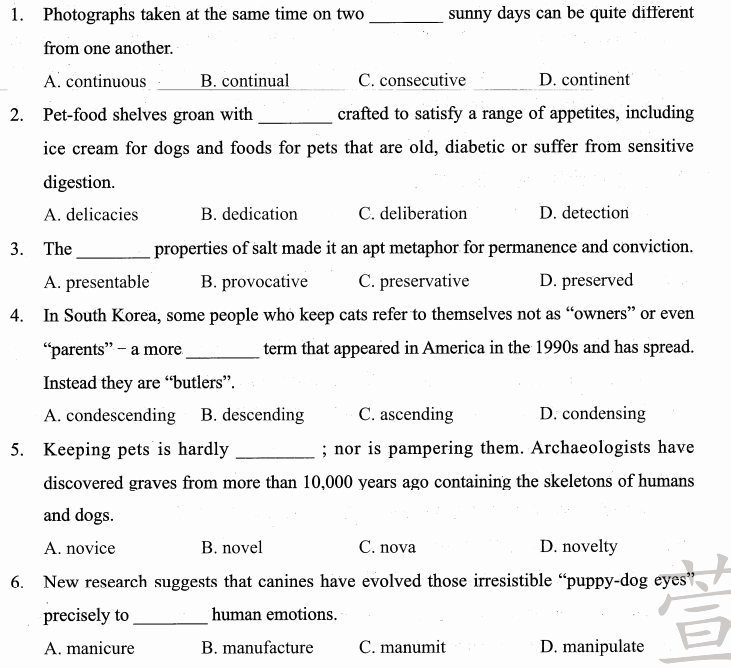 1. Photographs taken at the same time on two ________ sunny days can be quite different
from one another.
A. continuous B. continual C. consecutive D. continent
2. Pet-food shelves groan with ________ crafted to satisfy a range of appetites, including
ice cream for dogs and foods for pets that are old, diabetic or suffer from sensitive
digestion.
A. delicacies B. dedication C. deliberation D. detection
3. The ________ properties of salt made it an apt metaphor for permanence and conviction.
A. presentable B. provocative C. preservative D. preserved
4. In South Korea, some people who keep cats refer to themselves not as “owners” or even
“parents” – a more ________ term that appeared in America in the 1990s and has spread.
Instead they are “butlers”.
A. condescending B. descending C. ascending D. condensing
5. Keeping pets is hardly ________ ; nor is pampering them. Archaeologists have
discovered graves from more than 10,000 years ago containing the skeletons of humans
and dogs.
A. novice B. novel C. nova D. novelty
6. New research suggests that canines have evolved those irresistible “puppy-dog eyes”
precisely to ________ human emotions.
A. manicure B. manufacture C. manumit D. manipulate
萱